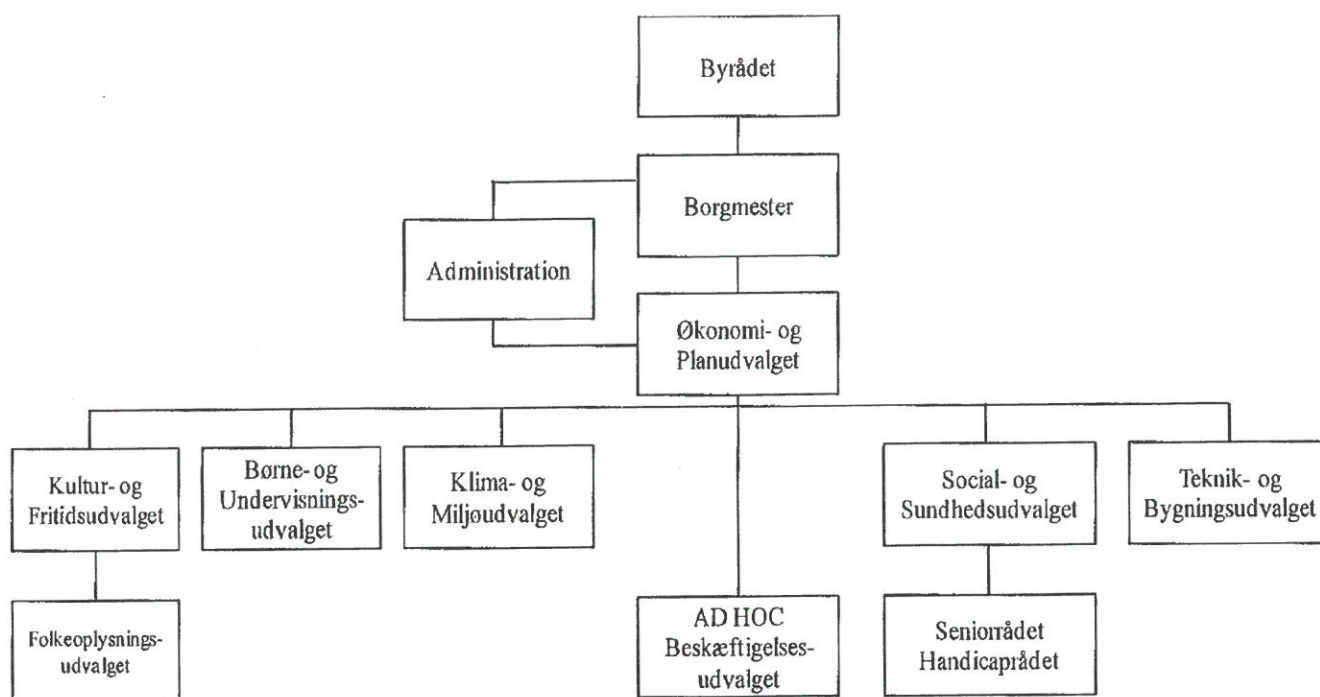 Byrådet
Borgmester
Administration
Økonomi- og
Planudvalget
Kultur- og
Fritidsudvalget
Børne- og
Undervisnings-
udvalget
Klima- og
Miljøudvalget
Social- og
Sundhedsudvalget
Teknik- og
Bygningsudvalget
Folkeoplysnings-
udvalget
AD HOC
Beskæftigelses-
udvalget
Seniorrådet
Handicaprådet